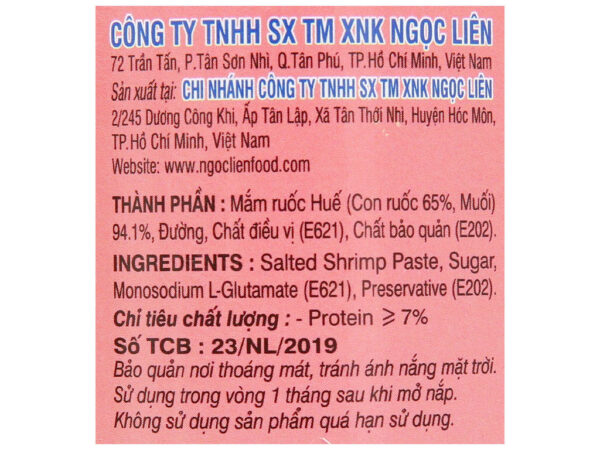 CÔNG TY TNHH SX TM XNK NGỌC LIÊN
72 Trần Tấn, P.Tân Sơn Nhì, Q.Tân Phú, TP.Hồ Chí Minh, Việt Nam
Sản xuất tại: CHI NHÁNH CÔNG TY TNHH SX TM XNK NGỌC LIÊN
2/245 Dương Công Khi, Ấp Tân Lập, Xã Tân Thới Nhì, Huyện Hóc Môn,
TP.Hồ Chí Minh, Việt Nam
Website: www.ngoclienfood.com
THÀNH PHẦN : Mắm ruốc Huế (Con ruốc 65%, Muối)
94.1%, Đường, Chất điều vị (E621), Chất bảo quản (E202).
INGREDIENTS : Salted Shrimp Paste, Sugar,
Monosodium L-Glutamate (E621), Preservative (E202).
Chỉ tiêu chất lượng : - Protein ⩾ 7%
Số TCB : 23/NL/2019
Bảo quản nơi thoáng mát, tránh ánh nắng mặt trời.
Sử dụng trong vòng 1 tháng sau khi mở nắp.
Không sử dụng sản phẩm quá hạn sử dụng.